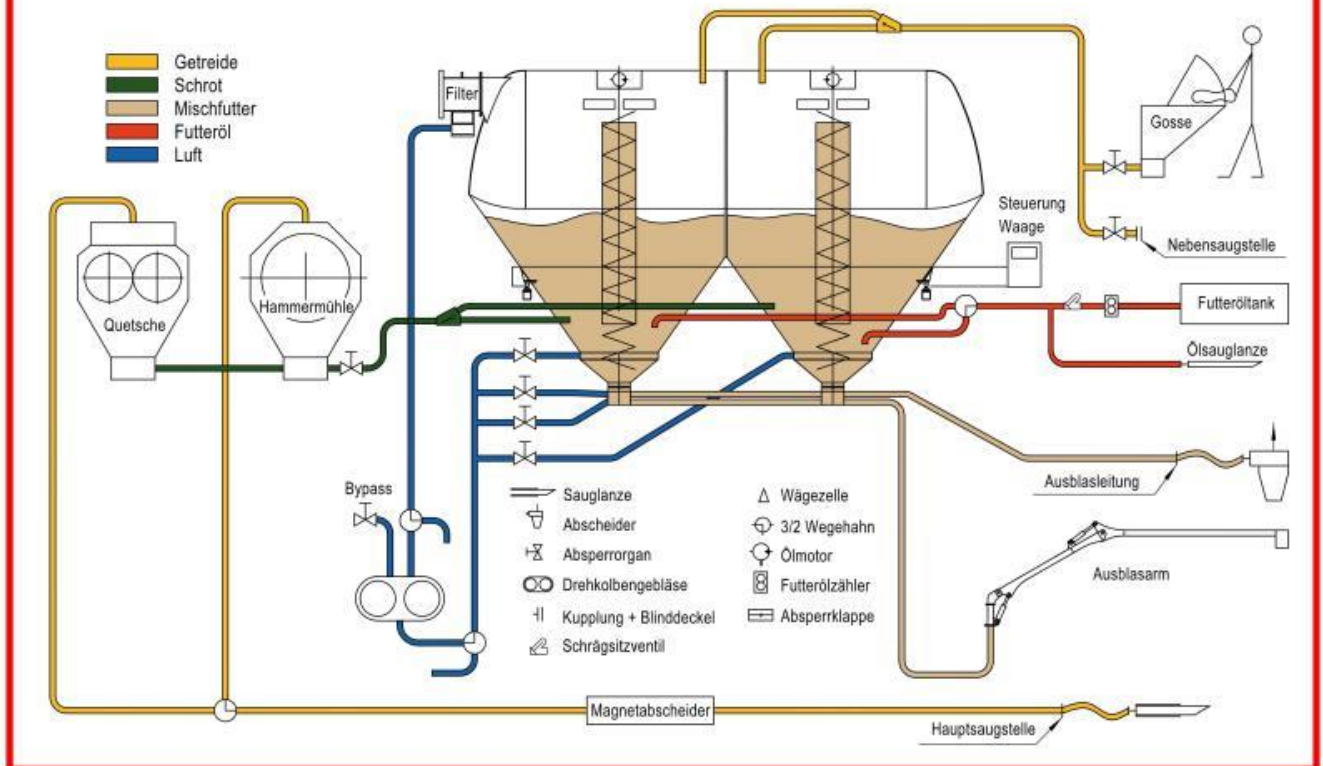 Getreide
Schrot
Mischfutter
Futteröl
Luft
Filter
Gosse
Steuerung
Waage
Nebensaugstelle
Quetsche
Hammermühle
Futteröltank
Ölsauglanze
Bypass
Sauglanze
Abscheider
Absperrorgan
Drehkolbengebläse
Kupplung + Blinddeckel
Schrägsitzventil
Wägezelle
3/2 Wegehahn
Ölmotor
Futterölzähler
Absperrklappe
Ausblasleitung
Ausblasarm
Magnetabscheider
Hauptsaugstelle